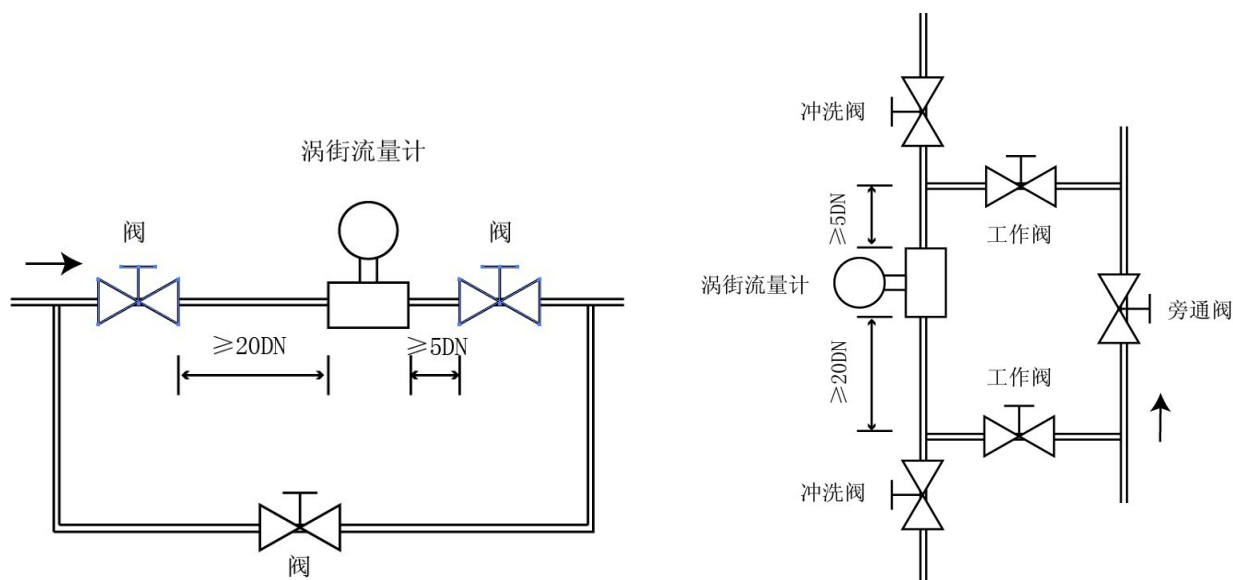 涡街流量计
阀
阀
≥20DN
≥5DN
阀
冲洗阀
工作阀
≥5DN
涡街流量计
旁通阀
≥20DN
工作阀
冲洗阀